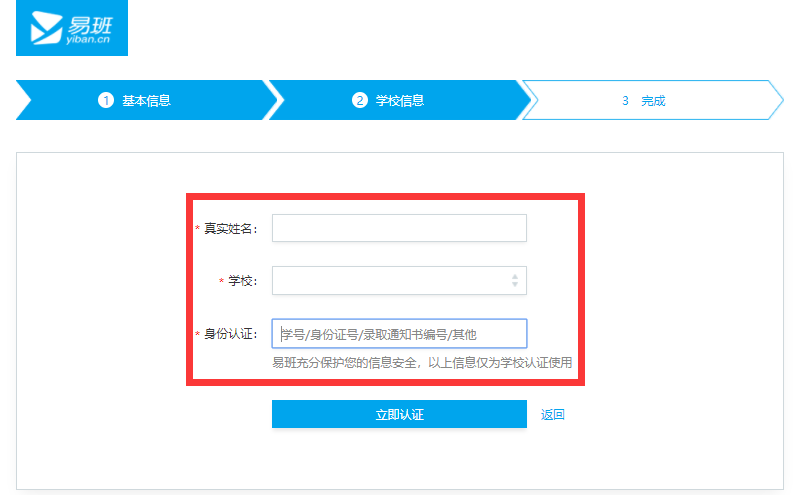 易班
yiban.cn
1 基本信息
2 学校信息
3 完成
* 真实姓名：
* 学校：
* 身份认证： 学号/身份证号/录取通知书编号/其他
易班充分保护您的信息安全，以上信息仅为学校认证使用
立即认证 返回